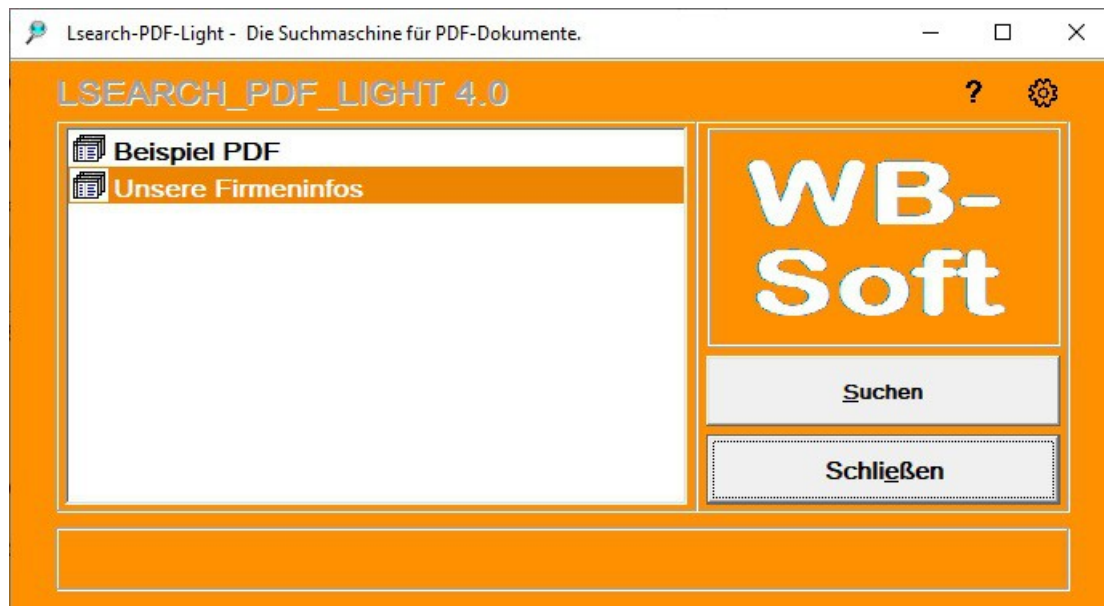 Lsearch-PDF-Light - Die Suchmaschine für PDF-Dokumente.
LSEARCH_PDF_LIGHT 4.0
?
Beispiel PDF
Unsere Firmeninfos
WB-
Soft
Suchen
Schließen